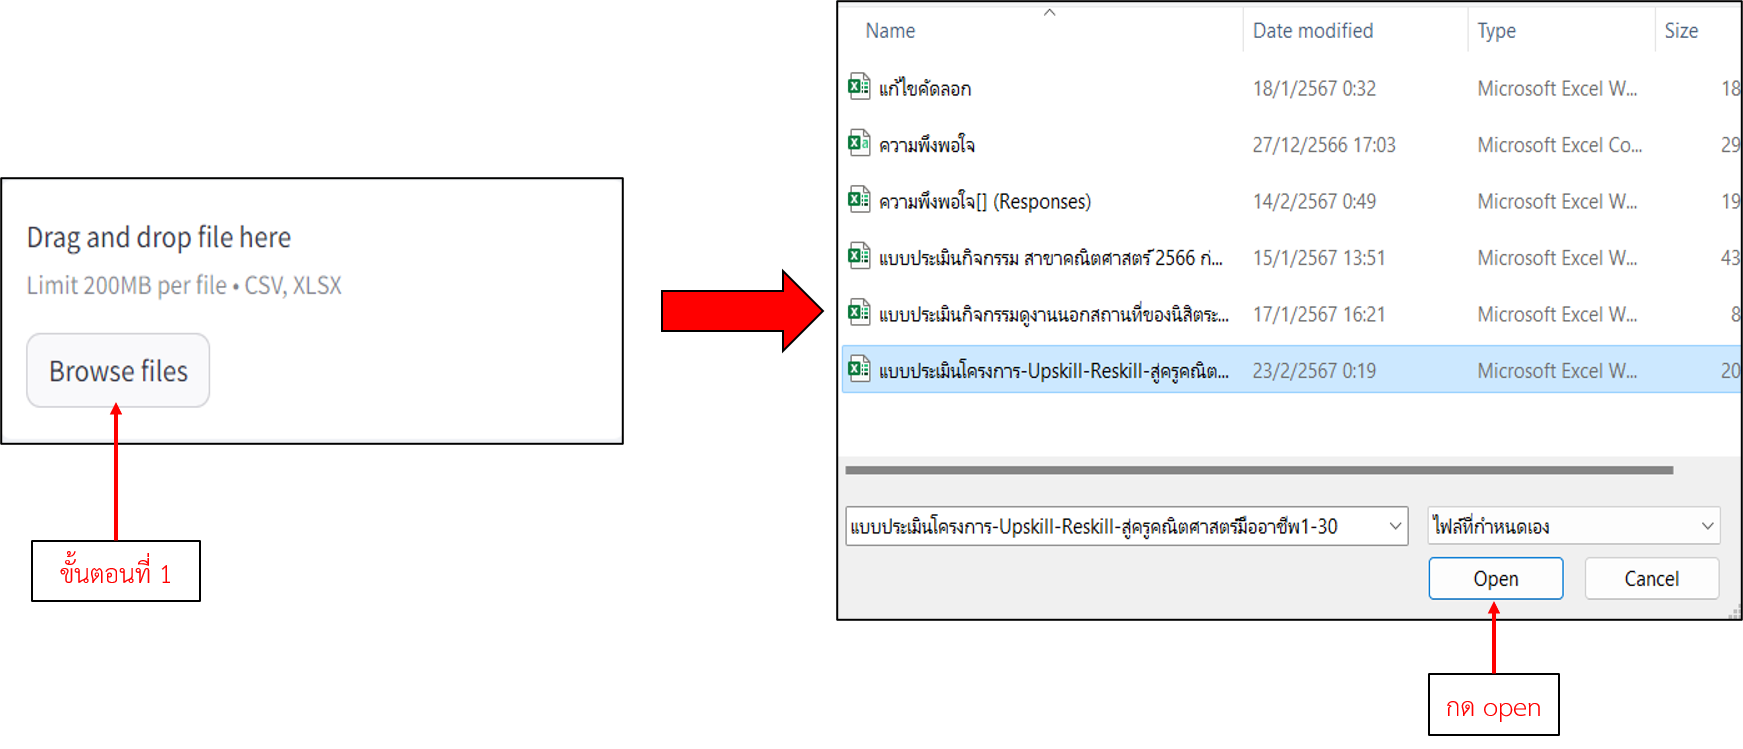 Drag and drop file here
Limit 200MB per file • CSV, XLSX
Browse files
ขั้นตอนที่ 1
Name Date modified Type Size
แก้ไขคัดลอก 18/1/2567 0:32 Microsoft Excel W... 18
ความพึงพอใจ 27/12/2566 17:03 Microsoft Excel Co... 29
ความพึงพอใจ[] (Responses) 14/2/2567 0:49 Microsoft Excel W... 19
แบบประเมินกิจกรรม สาขาคณิตศาสตร์ 2566 ก่... 15/1/2567 13:51 Microsoft Excel W... 43
แบบประเมินกิจกรรมดูงานนอกสถานที่ของนิสิตระ... 17/1/2567 16:21 Microsoft Excel W... 8
แบบประเมินโครงการ-Upskill-Reskill-สู่ครูคณิต... 23/2/2567 0:19 Microsoft Excel W... 20
แบบประเมินโครงการ-Upskill-Reskill-สู่ครูคณิตศาสตร์มืออาชีพ1-30 ไฟล์ที่กำหนดเอง
Open Cancel
กด open